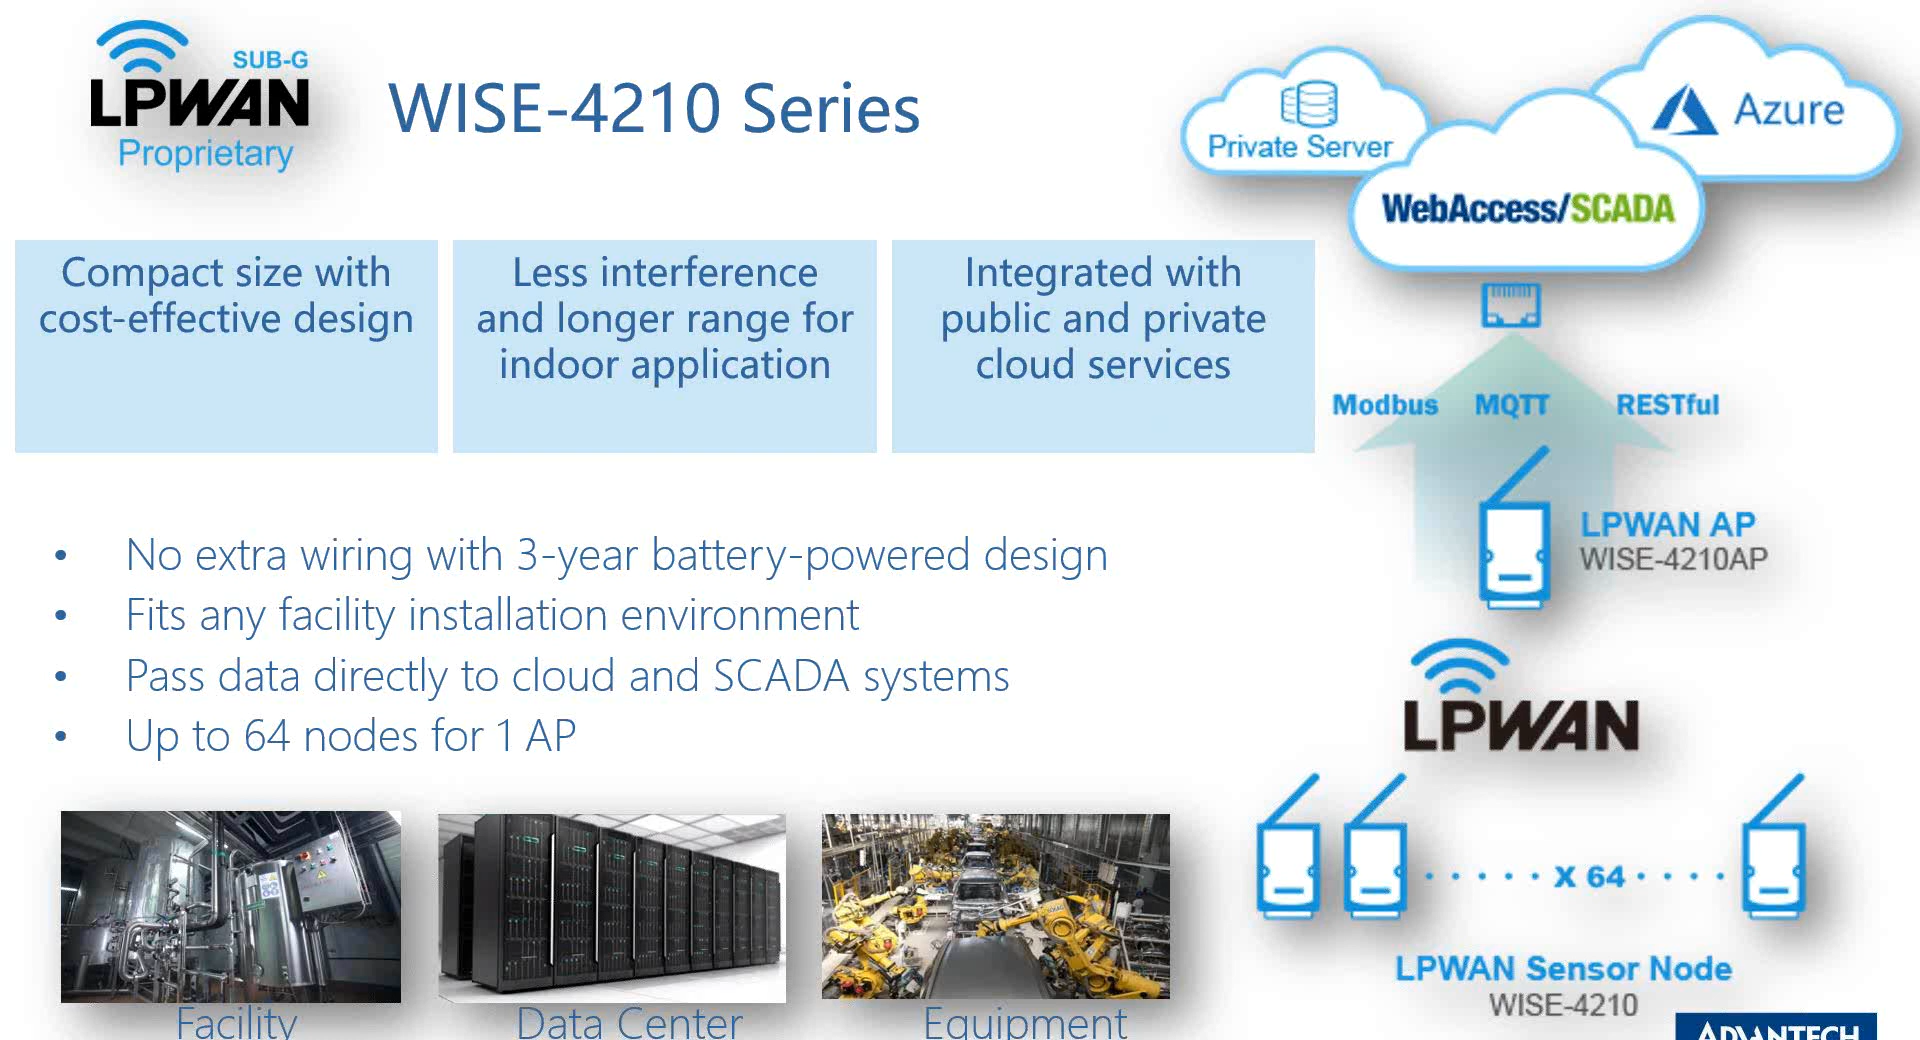 SUB-G
LPWAN
Proprietary
WISE-4210 Series
Private Server
Azure
WebAccess/SCADA
Compact size with
cost-effective design
Less interference
and longer range for
indoor application
Integrated with
public and private
cloud services
Modbus MQTT RESTful
LPWAN AP
WISE-4210AP
• No extra wiring with 3-year battery-powered design
• Fits any facility installation environment
• Pass data directly to cloud and SCADA systems
• Up to 64 nodes for 1 AP
LPWAN
X 64
LPWAN Sensor Node
WISE-4210
Facility
Data Center
Equipment
ADVANTECH